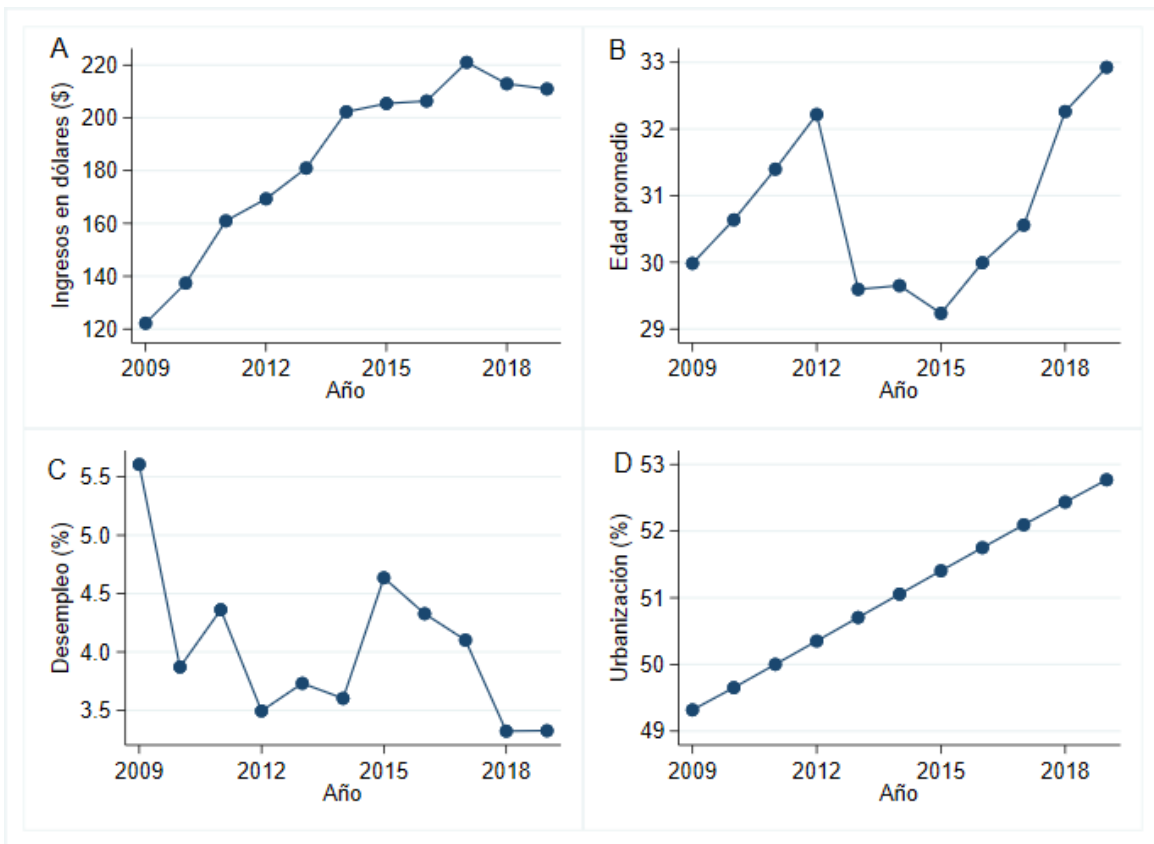 A
Ingresos en dólares ($)
220
200
180
160
140
120
2009 2012 2015 2018
Año
B
Edad promedio
33
32
31
30
29
2009 2012 2015 2018
Año
C
Desempleo (%)
5.5
5.0
4.5
4.0
3.5
2009 2012 2015 2018
Año
D
Urbanización (%)
53
52
51
50
49
2009 2012 2015 2018
Año